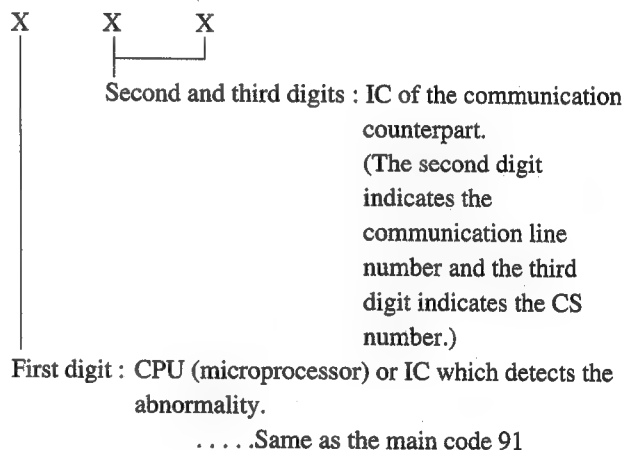 X X X
Second and third digits : IC of the communication
counterpart.
(The second digit
indicates the
communication line
number and the third
digit indicates the CS
number.)
First digit : CPU (microprocessor) or IC which detects the
abnormality.
.....Same as the main code 91